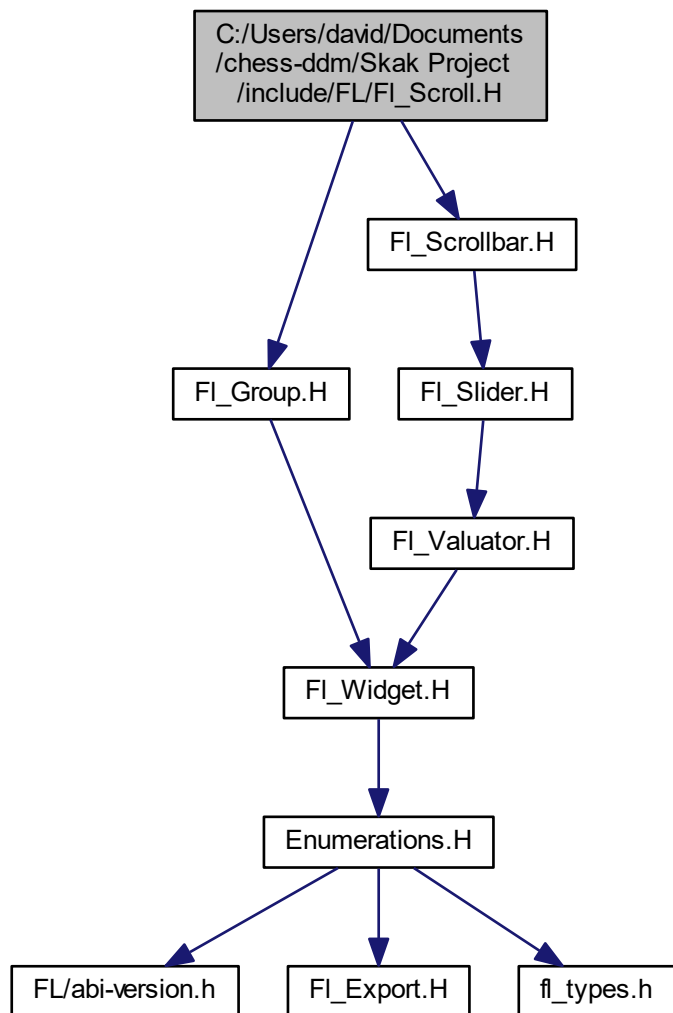 C:/Users/david/Documents
/chess-ddm/Skak Project
/include/FL/Fl_Scroll.H
Fl_Scrollbar.H
Fl_Group.H
Fl_Slider.H
Fl_Valuator.H
Fl_Widget.H
Enumerations.H
FL/abi-version.h
Fl_Export.H
fl_types.h